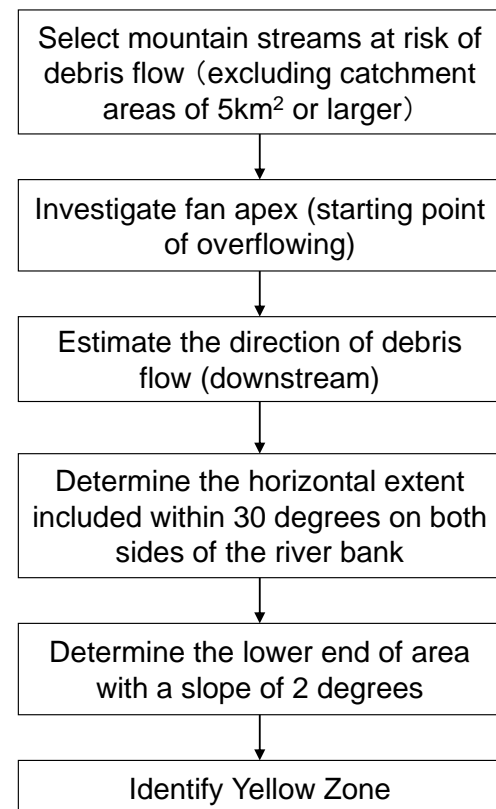 Select mountain streams at risk of
debris flow（excluding catchment
areas of 5km² or larger）
Investigate fan apex (starting point
of overflowing)
Estimate the direction of debris
flow (downstream)
Determine the horizontal extent
included within 30 degrees on both
sides of the river bank
Determine the lower end of area
with a slope of 2 degrees
Identify Yellow Zone